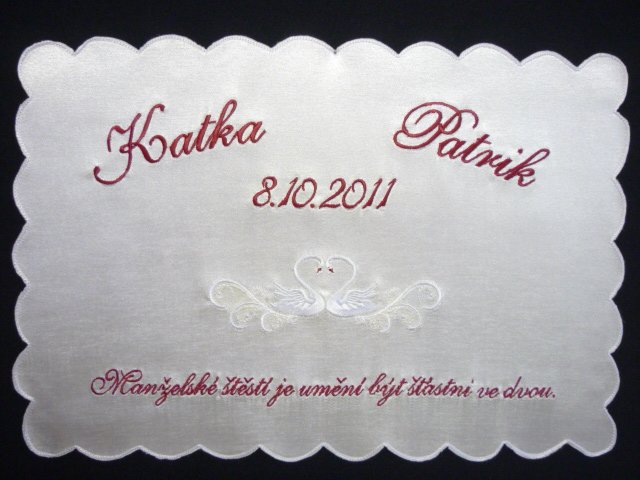 Katka Patrik
8.10.2011
Manželské štěstí je umění být šťastni ve dvou.